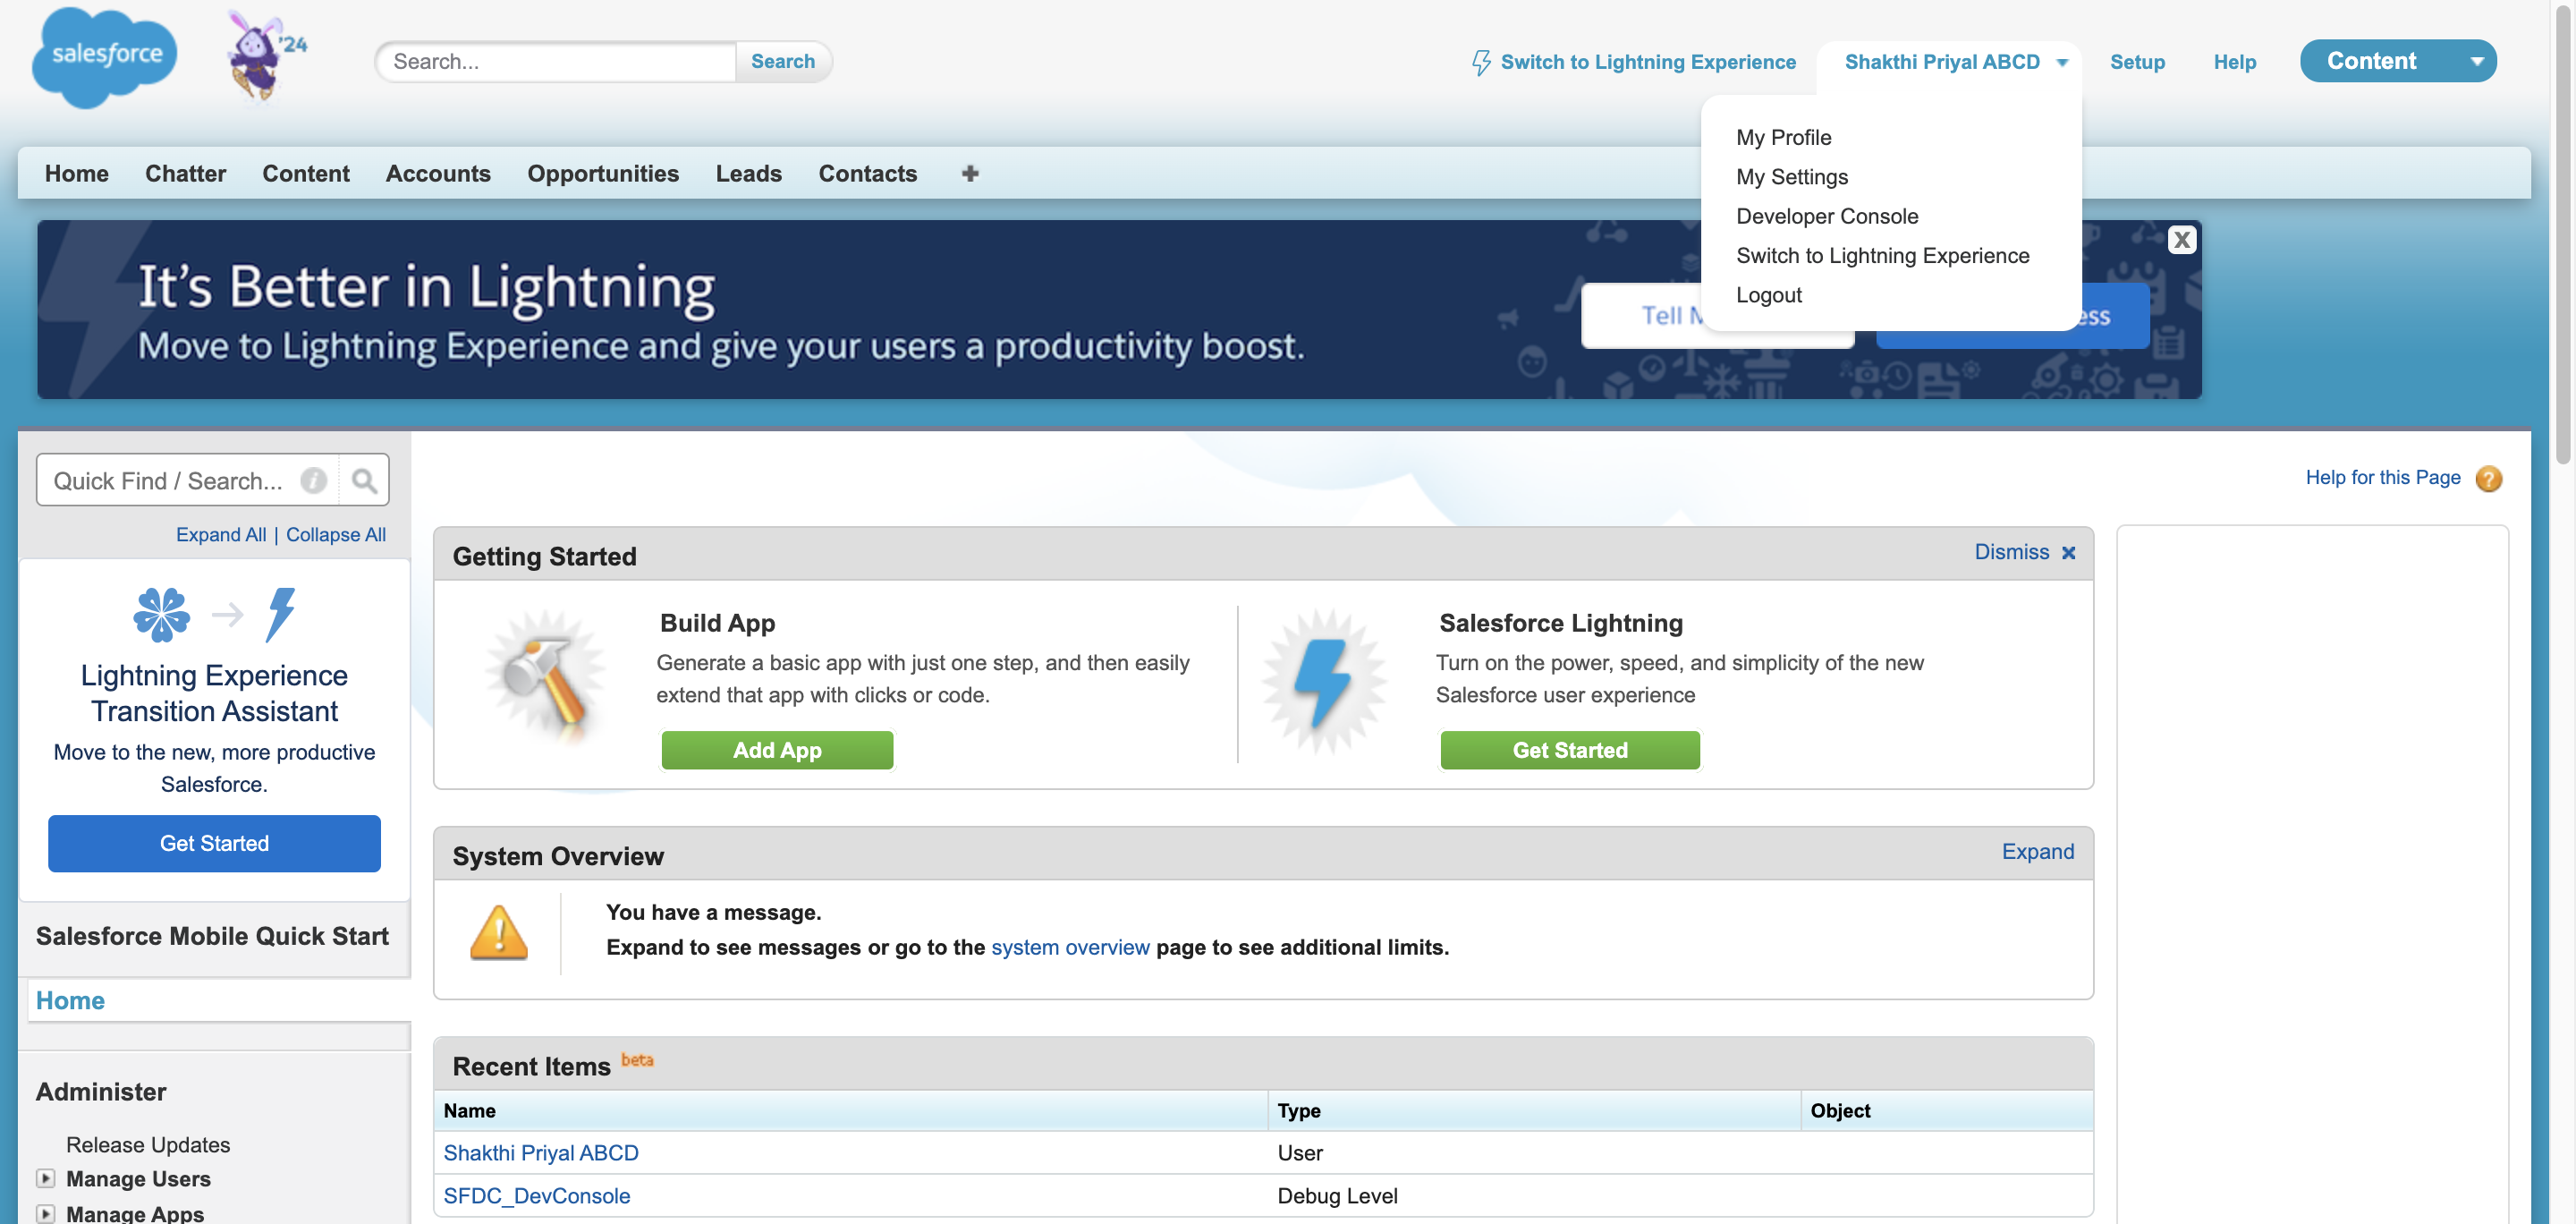 salesforce
'24
Search...
Search
Switch to Lightning Experience
Shakthi Priyal ABCD
Setup
Help
Content
My Profile
My Settings
Developer Console
Switch to Lightning Experience
Logout
Home
Chatter
Content
Accounts
Opportunities
Leads
Contacts
It's Better in Lightning
Move to Lightning Experience and give your users a productivity boost.
Tell
X
Quick Find / Search...
Expand All | Collapse All
Lightning Experience
Transition Assistant
Move to the new, more productive
Salesforce.
Get Started
Salesforce Mobile Quick Start
Home
Administer
Release Updates
Manage Users
Manage Apps
Help for this Page
Getting Started
Dismiss
Build App
Generate a basic app with just one step, and then easily
extend that app with clicks or code.
Add App
Salesforce Lightning
Turn on the power, speed, and simplicity of the new
Salesforce user experience
Get Started
System Overview
Expand
You have a message.
Expand to see messages or go to the system overview page to see additional limits.
Recent Items beta
Name Type Object
Shakthi Priyal ABCD User
SFDC_DevConsole Debug Level